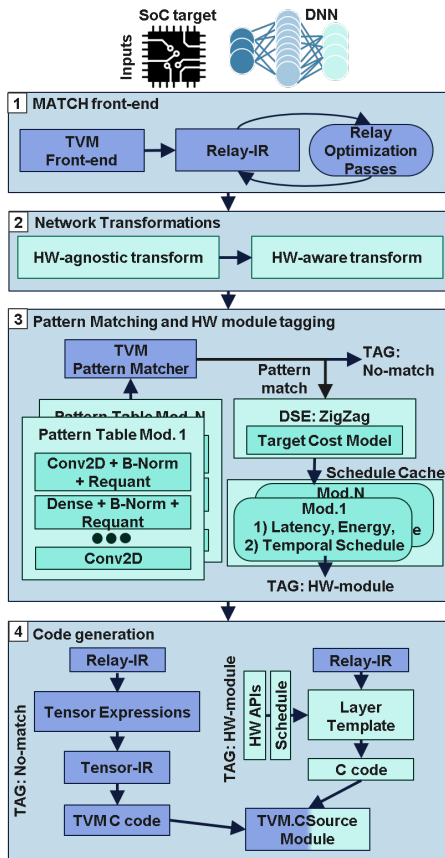 SoC target
DNN
Inputs
1 MATCH front-end
TVM
Front-end
Relay-IR
Relay
Optimization
Passes
2 Network Transformations
HW-agnostic transform
HW-aware transform
3 Pattern Matching and HW module tagging
TVM
Pattern Matcher
TAG:
No-match
Pattern
match
Pattern Table Mod. N
Pattern Table Mod. 1
Conv2D + B-Norm
+ Requant
Dense + B-Norm +
Requant
Conv2D
DSE: ZigZag
Target Cost Model
Schedule Cache
Mod.N
Mod.1
1) Latency, Energy,
2) Temporal Schedule
TAG: HW-module
4 Code generation
TAG: No-match
Relay-IR
Tensor Expressions
Tensor-IR
TVM C code
TAG: HW-module
HW APIs
Schedule
Relay-IR
Layer
Template
C code
TVM.CSource
Module